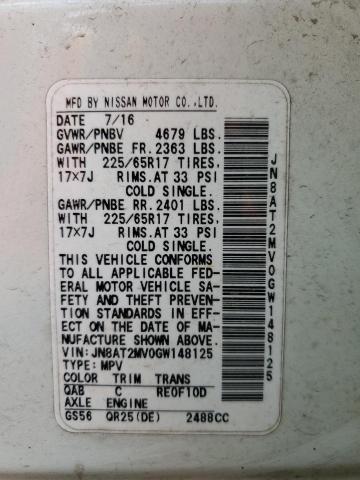 MFD BY NISSAN MOTOR CO.,LTD.
DATE 7/16
GVWR/PNBV 4679 LBS.
GAWR/PNBE FR. 2363 LBS.
WITH 225/65R17 TIRES.
17×7J RIMS.AT 33 PSI
COLD SINGLE.
GAWR/PNBE RR. 2401 LBS.
WITH 225/65R17 TIRES.
17×7J RIMS.AT 33 PSI
COLD SINGLE.
THIS VEHICLE CONFORMS
TO ALL APPLICABLE FED-
ERAL MOTOR VEHICLE SA-
FETY AND THEFT PREVEN-
TION STANDARDS IN EFF-
ECT ON THE DATE OF MA-
NUFACTURE SHOWN ABOVE.
VIN: JN8AT2MV0GW148125
TYPE: MPV
COLOR TRIM TRANS
QAB C RE0F10D
AXLE ENGINE
GS56 QR25(DE) 2488CC
JN8AT2MV0GW148125